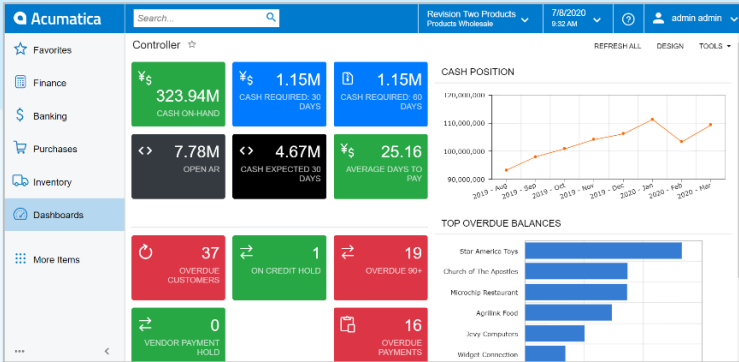 Acumatica
Search...
Revision Two Products
Products Wholesale
7/8/2020
9:32 AM
?
admin admin
Favorites
Finance
Banking
Purchases
Inventory
Dashboards
More Items
Controller
REFRESH ALL
DESIGN
TOOLS
¥$
323.94M
CASH ON-HAND
¥$
1.15M
CASH REQUIRED: 30
DAYS
1.15M
CASH REQUIRED: 60
DAYS
7.78M
OPEN AR
4.67M
CASH EXPECTED 30
DAYS
¥$
25.16
AVERAGE DAYS TO
PAY
37
OVERDUE
CUSTOMERS
1
ON CREDIT HOLD
19
OVERDUE 90+
0
VENDOR PAYMENT
HOLD
16
OVERDUE
PAYMENTS
CASH POSITION
120,000,000
110,000,000
100,000,000
90,000,000
2019 - Aug
2019 - Sep
2019 - Oct
2019 - Nov
2019 - Dec
2020 - Jan
2020 - Feb
2020 - Mar
TOP OVERDUE BALANCES
Star Americo Toys
Church of The Apostles
Microchip Restaurant
Agrilink Food
Jevy Computers
Widget Connection